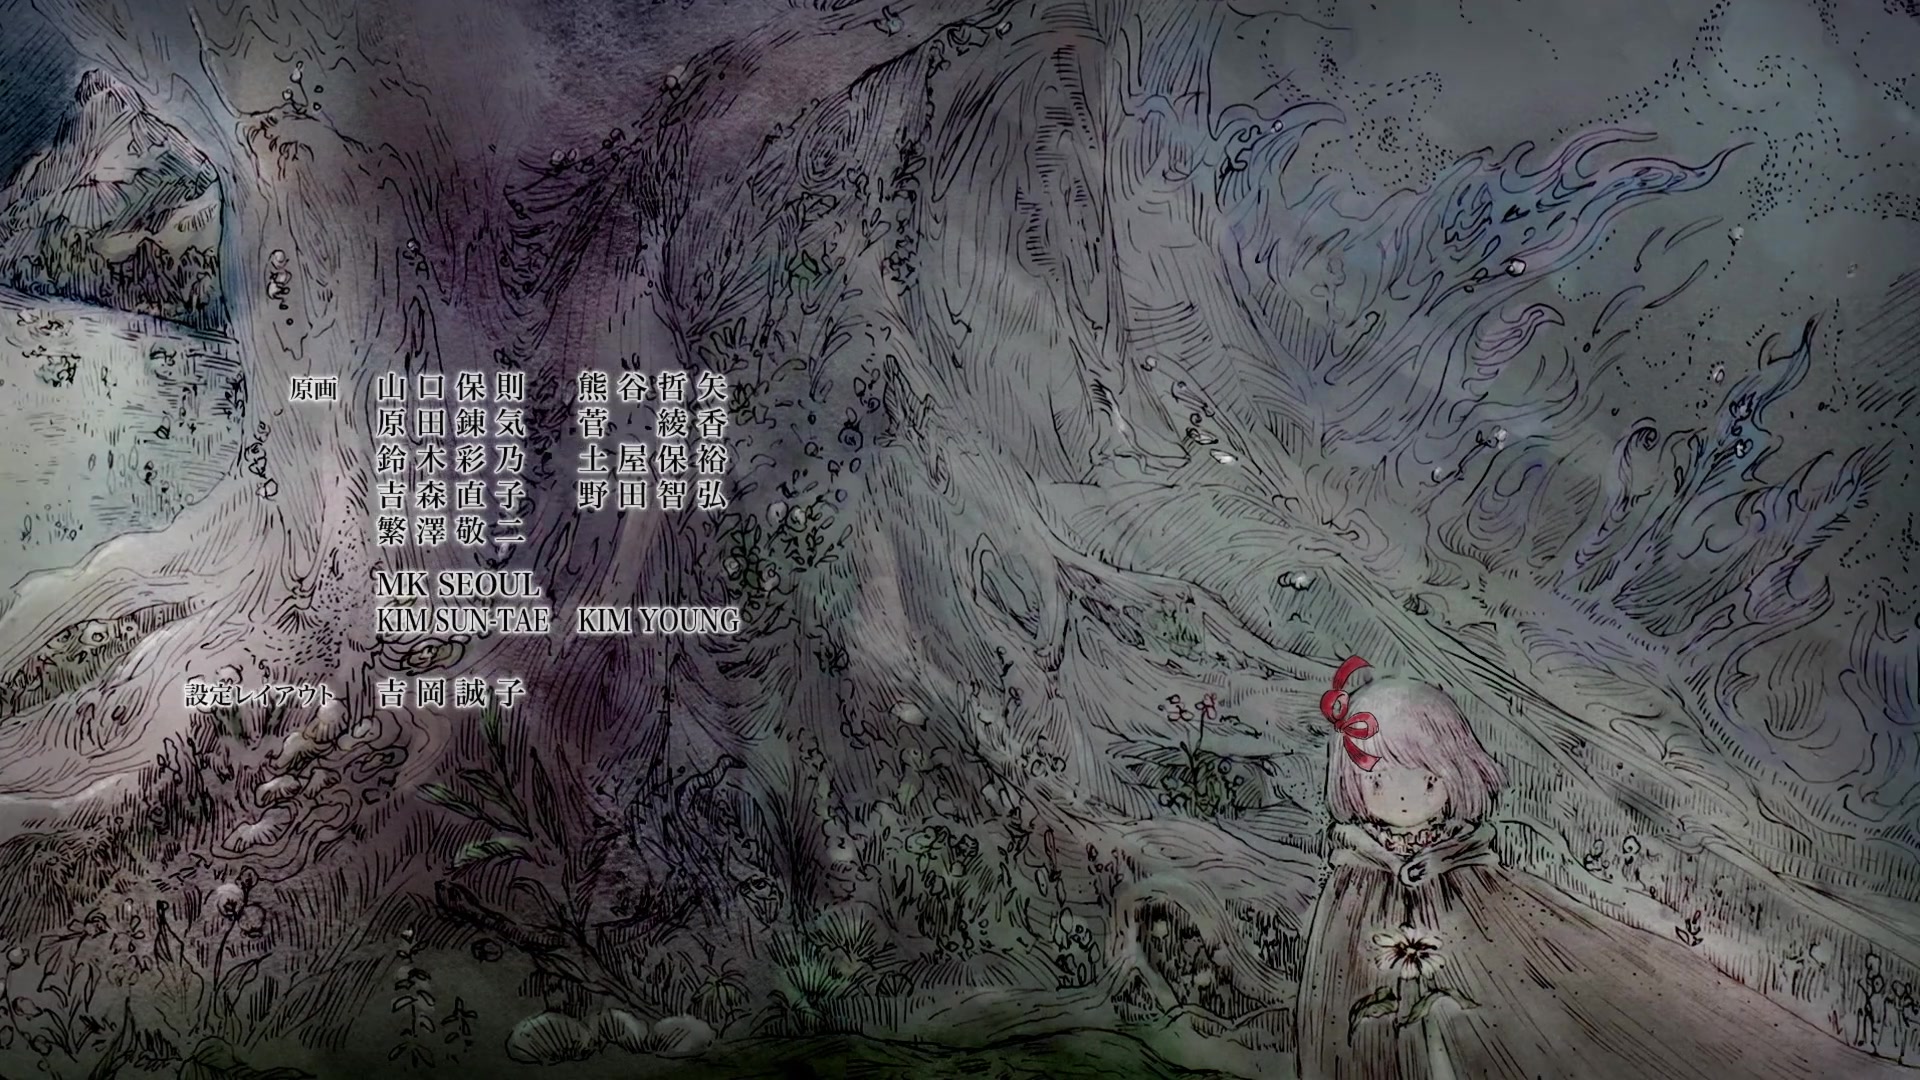 原画 山口保則 熊谷哲矢
原田錬気 菅 綾香
鈴木彩乃 土屋保裕
吉森直子 野田智弘
繁澤敬二
MK SEOUL
KIM SUN-TAE KIM YOUNG
設定レイアウト 吉岡誠子